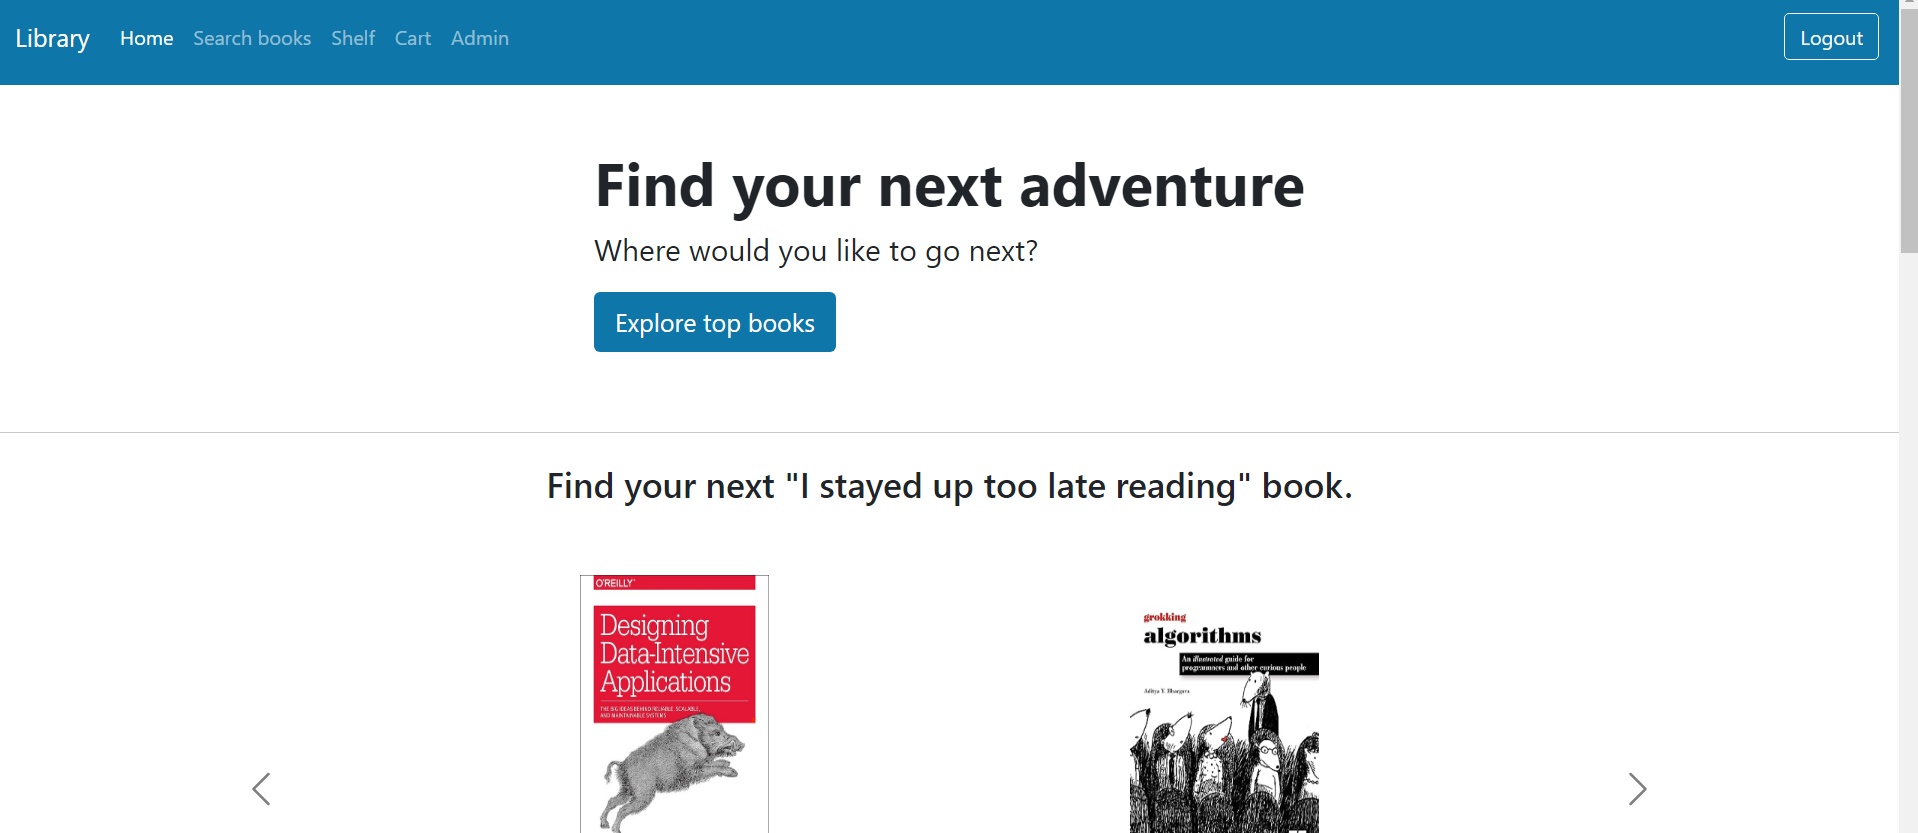 Library Home Search books Shelf Cart Admin Logout
Find your next adventure
Where would you like to go next?
Explore top books
Find your next "I stayed up too late reading" book.
O'REILLY®
Designing
Data-Intensive
Applications
THE BIG IDEAS BEHIND RELIABLE, SCALABLE,
AND MAINTAINABLE SYSTEMS
grokking
algorithms
An illustrated guide for
programmers and other curious people
Aditya Y. Bhargava